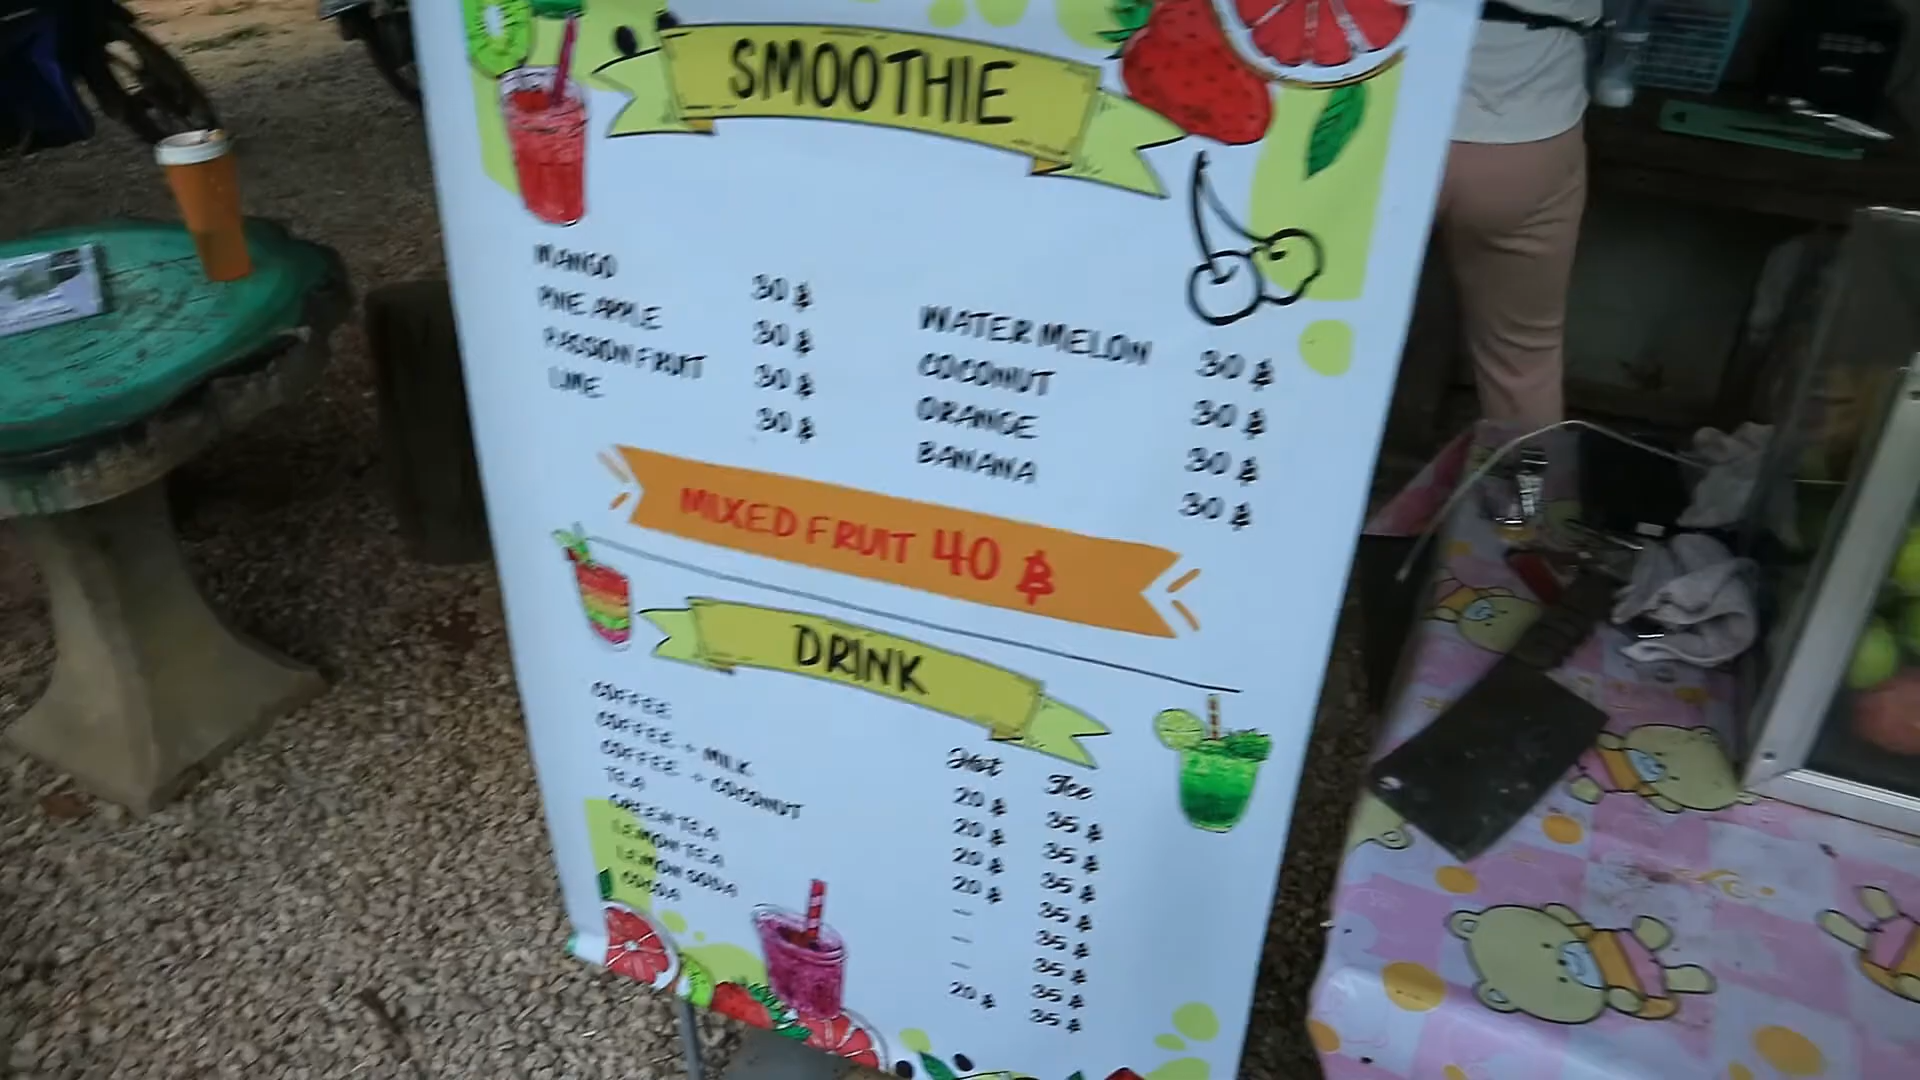 SMOOTHIE
MANGO 30 ฿
PINE APPLE 30 ฿
PASSION FRUIT 30 ฿
LIME 30 ฿
WATER MELON 30 ฿
COCONUT 30 ฿
ORANGE 30 ฿
BANANA 30 ฿
MIXED FRUIT 40 ฿
DRINK
Hot Ice
COFFEE 20 ฿ 35 ฿
COFFEE + MILK 20 ฿ 35 ฿
COFFEE + COCONUT 20 ฿ 35 ฿
TEA 20 ฿ 35 ฿
GREEN TEA — 35 ฿
LEMON TEA — 35 ฿
LEMON SODA — 35 ฿
COCOA 20 ฿ 35 ฿